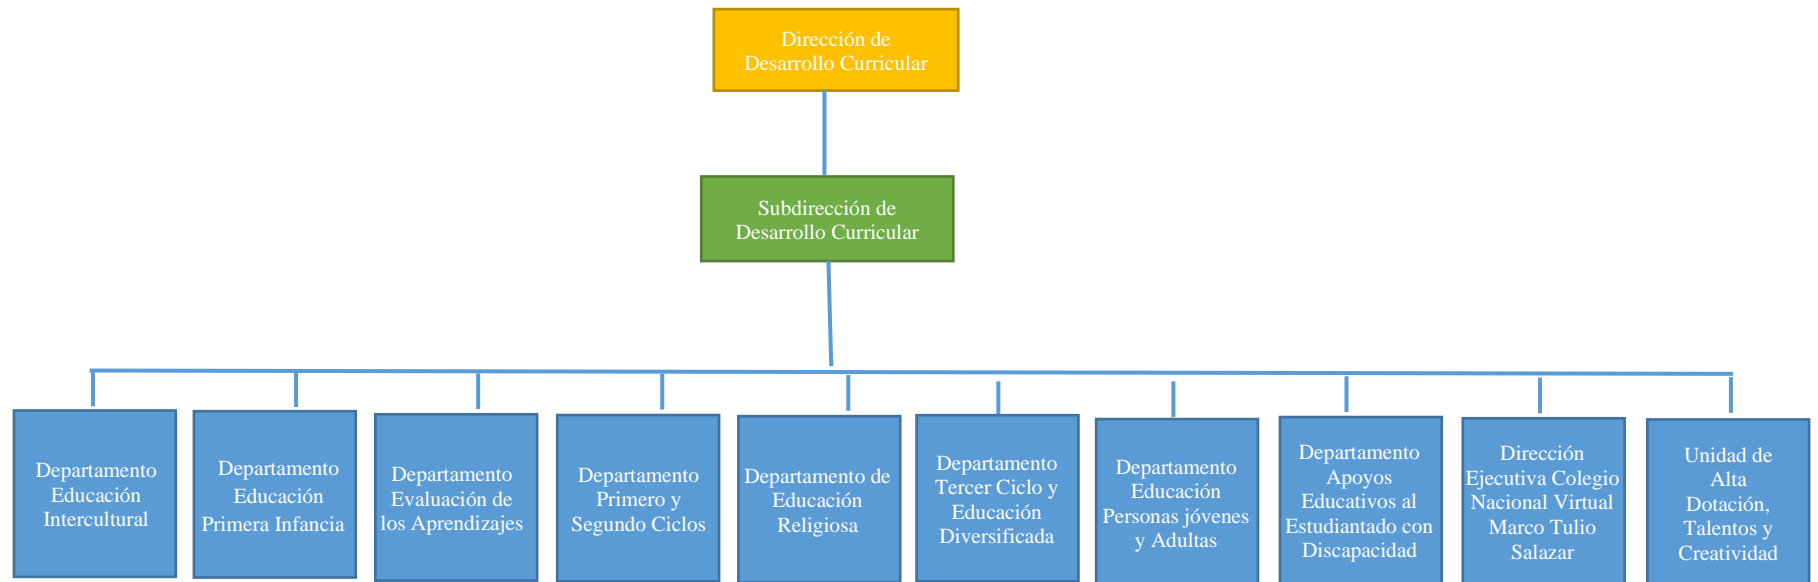 Dirección de
Desarrollo Curricular
Subdirección de
Desarrollo Curricular
Departamento
Educación
Intercultural
Departamento
Educación
Primera Infancia
Departamento
Evaluación de
los Aprendizajes
Departamento
Primero y
Segundo Ciclos
Departamento de
Educación
Religiosa
Departamento
Tercer Ciclo y
Educación
Diversificada
Departamento
Educación
Personas jóvenes
y Adultas
Departamento
Apoyos
Educativos al
Estudiantado con
Discapacidad
Dirección
Ejecutiva Colegio
Nacional Virtual
Marco Tulio
Salazar
Unidad de
Alta
Dotación,
Talentos y
Creatividad